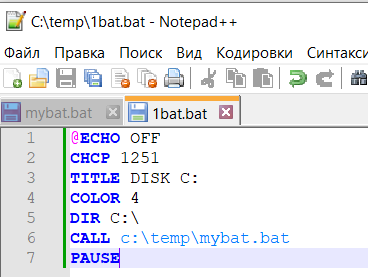 C:\temp\1bat.bat - Notepad++
Файл Правка Поиск Вид Кодировки Синтакси
mybat.bat 1bat.bat
1 @ECHO OFF
2 CHCP 1251
3 TITLE DISK C:
4 COLOR 4
5 DIR C:\
6 CALL c:\temp\mybat.bat
7 PAUSE